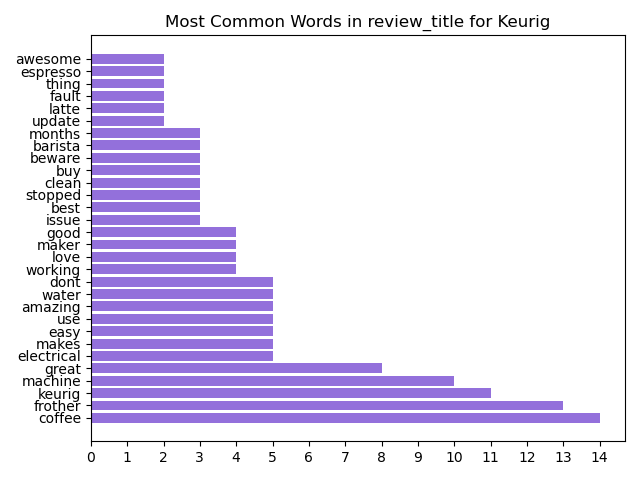 Most Common Words in review_title for Keurig
awesome
espresso
thing
fault
latte
update
months
barista
beware
buy
clean
stopped
best
issue
good
maker
love
working
dont
water
amazing
use
easy
makes
electrical
great
machine
keurig
frother
coffee
0 1 2 3 4 5 6 7 8 9 10 11 12 13 14